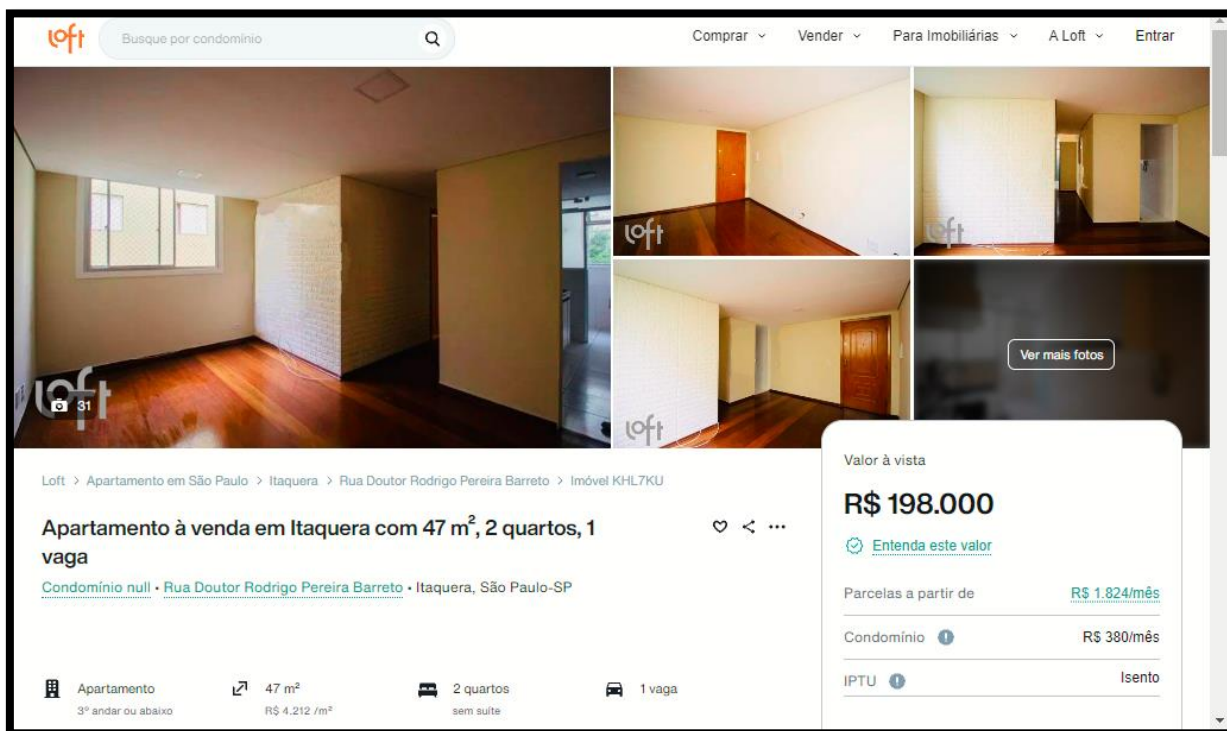 Loft
Busque por condomínio
Comprar
Vender
Para Imobiliárias
A Loft
Entrar
Loft
31
Loft
Loft
Loft
Ver mais fotos
Loft > Apartamento em São Paulo > Itaquera > Rua Doutor Rodrigo Pereira Barreto > Imóvel KHL7KU
Apartamento à venda em Itaquera com 47 m², 2 quartos, 1
vaga
Condomínio null • Rua Doutor Rodrigo Pereira Barreto • Itaquera, São Paulo-SP
Apartamento
3º andar ou abaixo
47 m²
R$ 4.212 /m²
2 quartos
sem suíte
1 vaga
Valor à vista
R$ 198.000
Entenda este valor
Parcelas a partir de R$ 1.824/mês
Condomínio R$ 380/mês
IPTU Isento